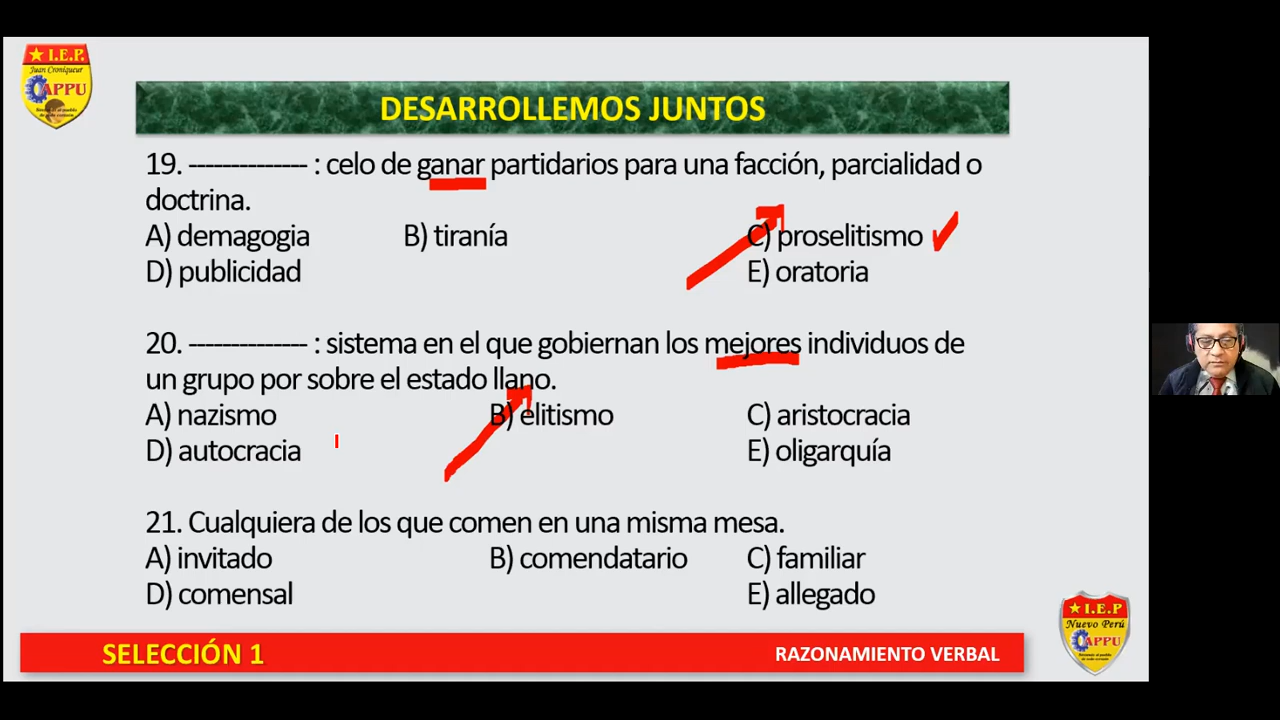 I.E.P.
Juan Croniqueur
CAPPU
DESARROLLEMOS JUNTOS
19. -------------- : celo de ganar partidarios para una facción, parcialidad o
doctrina.
A) demagogia B) tiranía C) proselitismo
D) publicidad E) oratoria
20. -------------- : sistema en el que gobiernan los mejores individuos de
un grupo por sobre el estado llano.
A) nazismo B) elitismo C) aristocracia
D) autocracia E) oligarquía
21. Cualquiera de los que comen en una misma mesa.
A) invitado B) comendatario C) familiar
D) comensal E) allegado
I.E.P
Nuevo Perú
CAPPU
SELECCIÓN 1 RAZONAMIENTO VERBAL